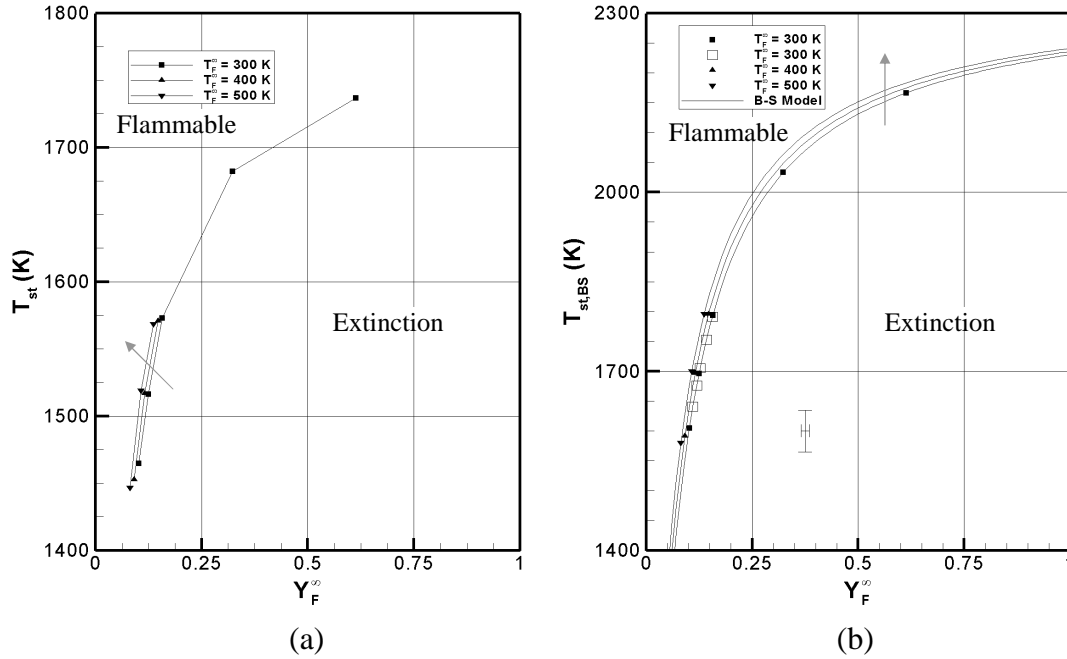 1800
1700
1600
1500
1400
T_st (K)
T_F^∞ = 300 K
T_F^∞ = 400 K
T_F^∞ = 500 K
Flammable
Extinction
0
0.25
0.5
0.75
1
Y_F^∞
(a)
2300
2000
1700
1400
T_st,BS (K)
T_F^∞ = 300 K
T_F^∞ = 300 K
T_F^∞ = 400 K
T_F^∞ = 500 K
B-S Model
Flammable
Extinction
0
0.25
0.5
0.75
1
Y_F^∞
(b)